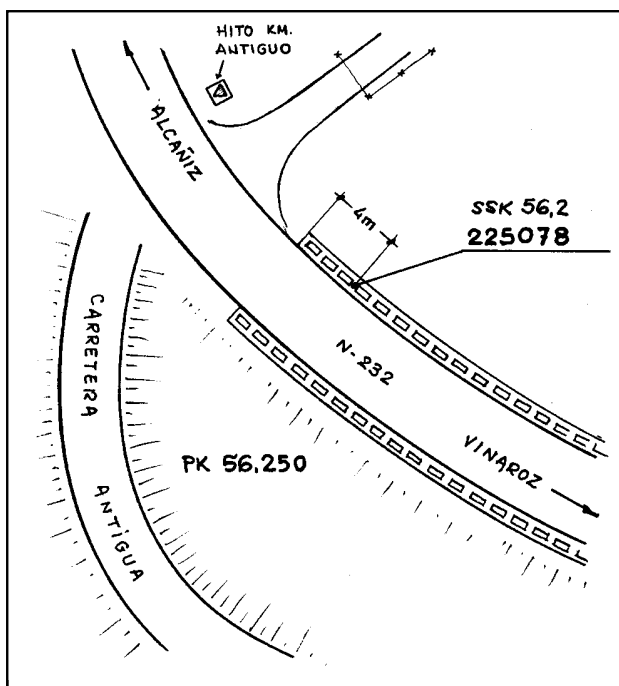 HITO KM.
ANTIGUO
ALCAÑIZ
4m
SSK 56,2
225078
CARRETERA
ANTIGUA
N-232
VINAROZ
PK 56,250